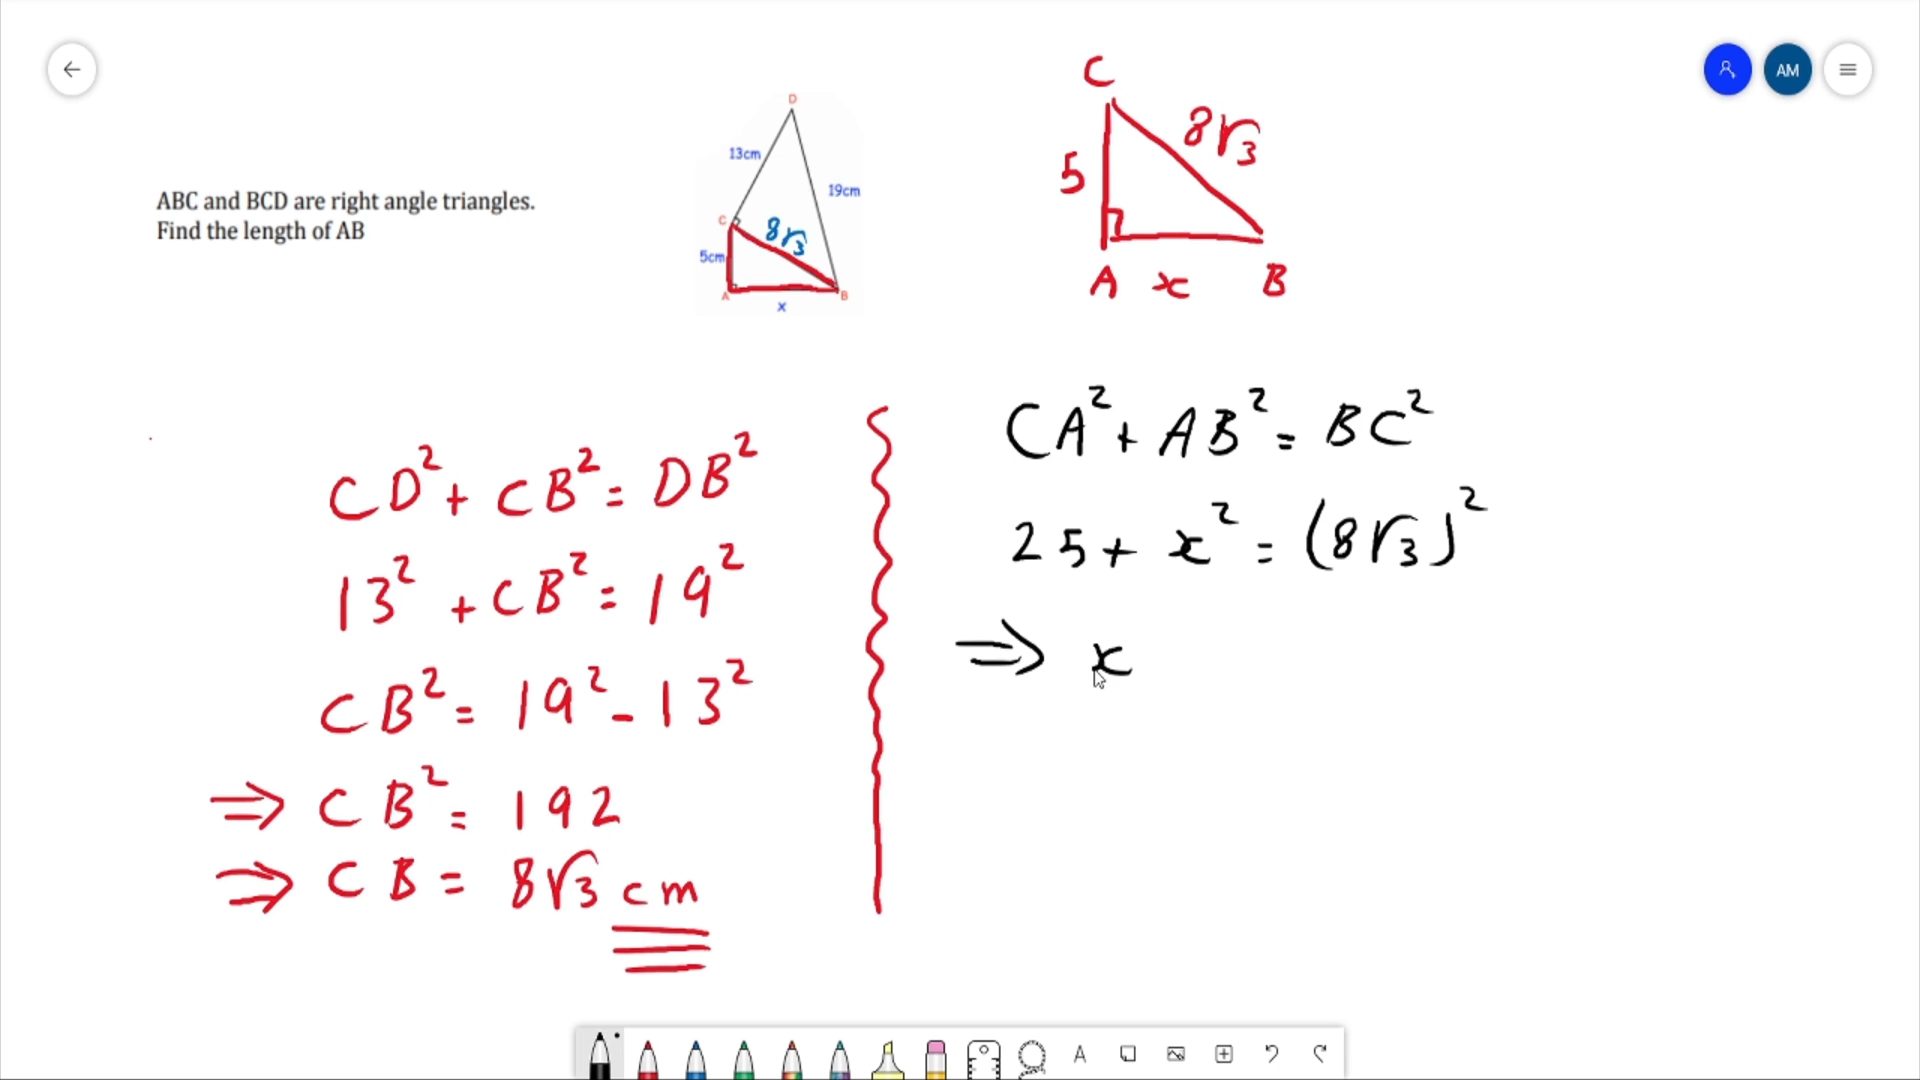 AM
ABC and BCD are right angle triangles.
Find the length of AB
D
13cm
19cm
C
8√3
5cm
A
B
x
C
8√3
5
A x B
CD² + CB² = DB²
13² + CB² = 19²
CB² = 19² - 13²
⇒ CB² = 192
⇒ CB = 8√3 cm
CA² + AB² = BC²
25 + x² = (8√3)²
⇒ x
A